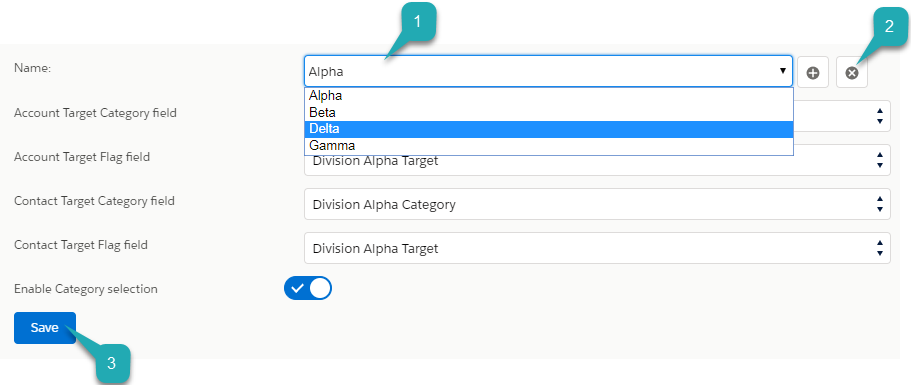 1
2
Name:
Alpha
Alpha
Beta
Delta
Gamma
Account Target Category field
Account Target Flag field
Division Alpha Target
Contact Target Category field
Division Alpha Category
Contact Target Flag field
Division Alpha Target
Enable Category selection
Save
3